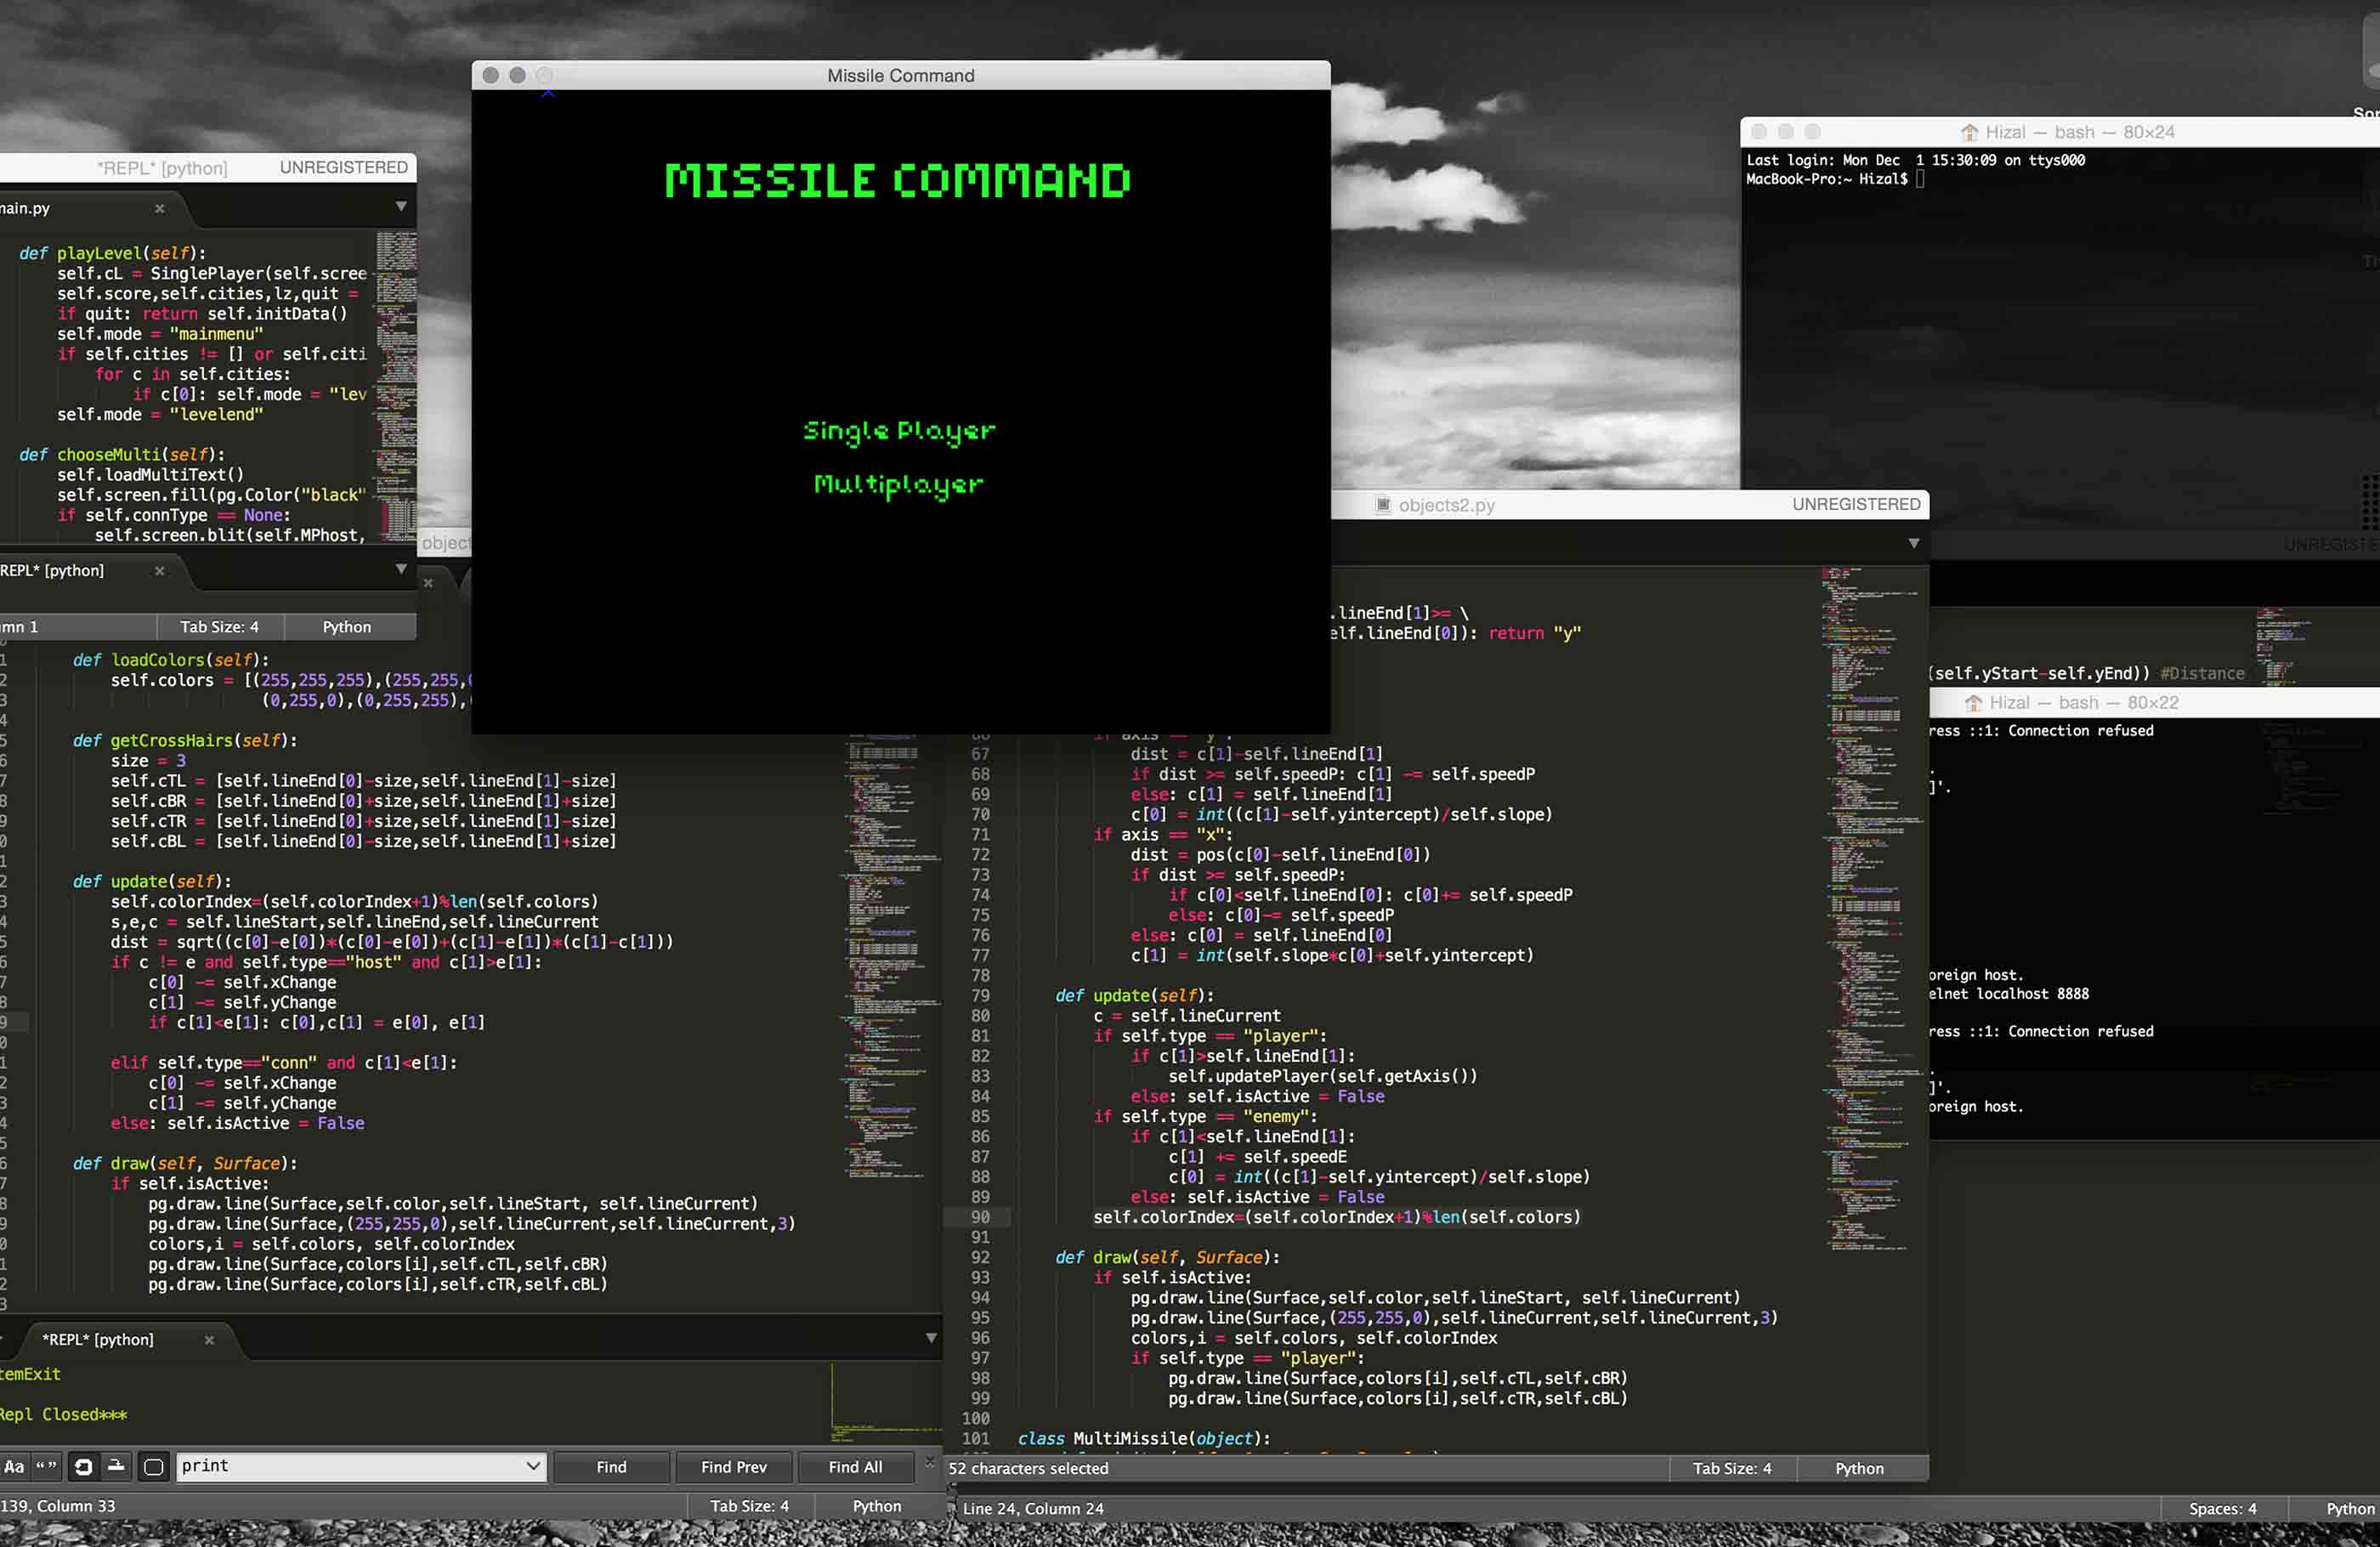 Missile Command
MISSILE COMMAND
Single Player
Multiplayer
*REPL* [python]
UNREGISTERED
main.py
def playLevel(self):
self.cL = SinglePlayer(self.scree
self.score,self.cities,lz,quit =
if quit: return self.initData()
self.mode = "mainmenu"
if self.cities != [] or self.citi
for c in self.cities:
if c[0]: self.mode = "lev
self.mode = "levelend"
def chooseMulti(self):
self.loadMultiText()
self.screen.fill(pg.Color("black"
if self.connType == None:
self.screen.blit(self.MPhost,
REPL* [python]
mn 1
Tab Size: 4
Python
object
def loadColors(self):
self.colors = [(255,255,255),(255,255,
(0,255,0),(0,255,255),
def getCrossHairs(self):
size = 3
self.cTL = [self.lineEnd[0]-size,self.lineEnd[1]-size]
self.cBR = [self.lineEnd[0]+size,self.lineEnd[1]+size]
self.cTR = [self.lineEnd[0]+size,self.lineEnd[1]-size]
self.cBL = [self.lineEnd[0]-size,self.lineEnd[1]+size]
def update(self):
self.colorIndex=(self.colorIndex+1)%len(self.colors)
s,e,c = self.lineStart,self.lineEnd,self.lineCurrent
dist = sqrt((c[0]-e[0])*(c[0]-e[0])+(c[1]-e[1])*(c[1]-c[1]))
if c != e and self.type=="host" and c[1]>e[1]:
c[0] -= self.xChange
c[1] -= self.yChange
if c[1]<e[1]: c[0],c[1] = e[0], e[1]
elif self.type=="conn" and c[1]<e[1]:
c[0] -= self.xChange
c[1] -= self.yChange
else: self.isActive = False
def draw(self, Surface):
if self.isActive:
pg.draw.line(Surface,self.color,self.lineStart, self.lineCurrent)
pg.draw.line(Surface,(255,255,0),self.lineCurrent,self.lineCurrent,3)
colors,i = self.colors, self.colorIndex
pg.draw.line(Surface,colors[i],self.cTL,self.cBR)
pg.draw.line(Surface,colors[i],self.cTR,self.cBL)
*REPL* [python]
temExit
Repl Closed***
Aa
print
Find
Find Prev
Find All
139, Column 33
Tab Size: 4
Python
objects2.py
UNREGISTERED
.lineEnd[1]>= \
elf.lineEnd[0]): return "y"
66 if axis == "y":
67 dist = c[1]-self.lineEnd[1]
68 if dist >= self.speedP: c[1] -= self.speedP
69 else: c[1] = self.lineEnd[1]
70 c[0] = int((c[1]-self.yintercept)/self.slope)
71 if axis == "x":
72 dist = pos(c[0]-self.lineEnd[0])
73 if dist >= self.speedP:
74 if c[0]<self.lineEnd[0]: c[0]+= self.speedP
75 else: c[0]-= self.speedP
76 else: c[0] = self.lineEnd[0]
77 c[1] = int(self.slope*c[0]+self.yintercept)
78
79 def update(self):
80 c = self.lineCurrent
81 if self.type == "player":
82 if c[1]>self.lineEnd[1]:
83 self.updatePlayer(self.getAxis())
84 else: self.isActive = False
85 if self.type == "enemy":
86 if c[1]<self.lineEnd[1]:
87 c[1] += self.speedE
88 c[0] = int((c[1]-self.yintercept)/self.slope)
89 else: self.isActive = False
90 self.colorIndex=(self.colorIndex+1)%len(self.colors)
91
92 def draw(self, Surface):
93 if self.isActive:
94 pg.draw.line(Surface,self.color,self.lineStart, self.lineCurrent)
95 pg.draw.line(Surface,(255,255,0),self.lineCurrent,self.lineCurrent,3)
96 colors,i = self.colors, self.colorIndex
97 if self.type == "player":
98 pg.draw.line(Surface,colors[i],self.cTL,self.cBR)
99 pg.draw.line(Surface,colors[i],self.cTR,self.cBL)
100
101 class MultiMissile(object):
52 characters selected
Tab Size: 4
Python
Line 24, Column 24
Spaces: 4
Python
Hizal — bash — 80×24
Last login: Mon Dec 1 15:30:09 on ttys000
MacBook-Pro:~ Hizal$
UNREGISTE
(self.yStart-self.yEnd)) #Distance
Hizal — bash — 80×22
ress ::1: Connection refused
.
]'.
oreign host.
elnet localhost 8888
ress ::1: Connection refused
.
]'.
oreign host.